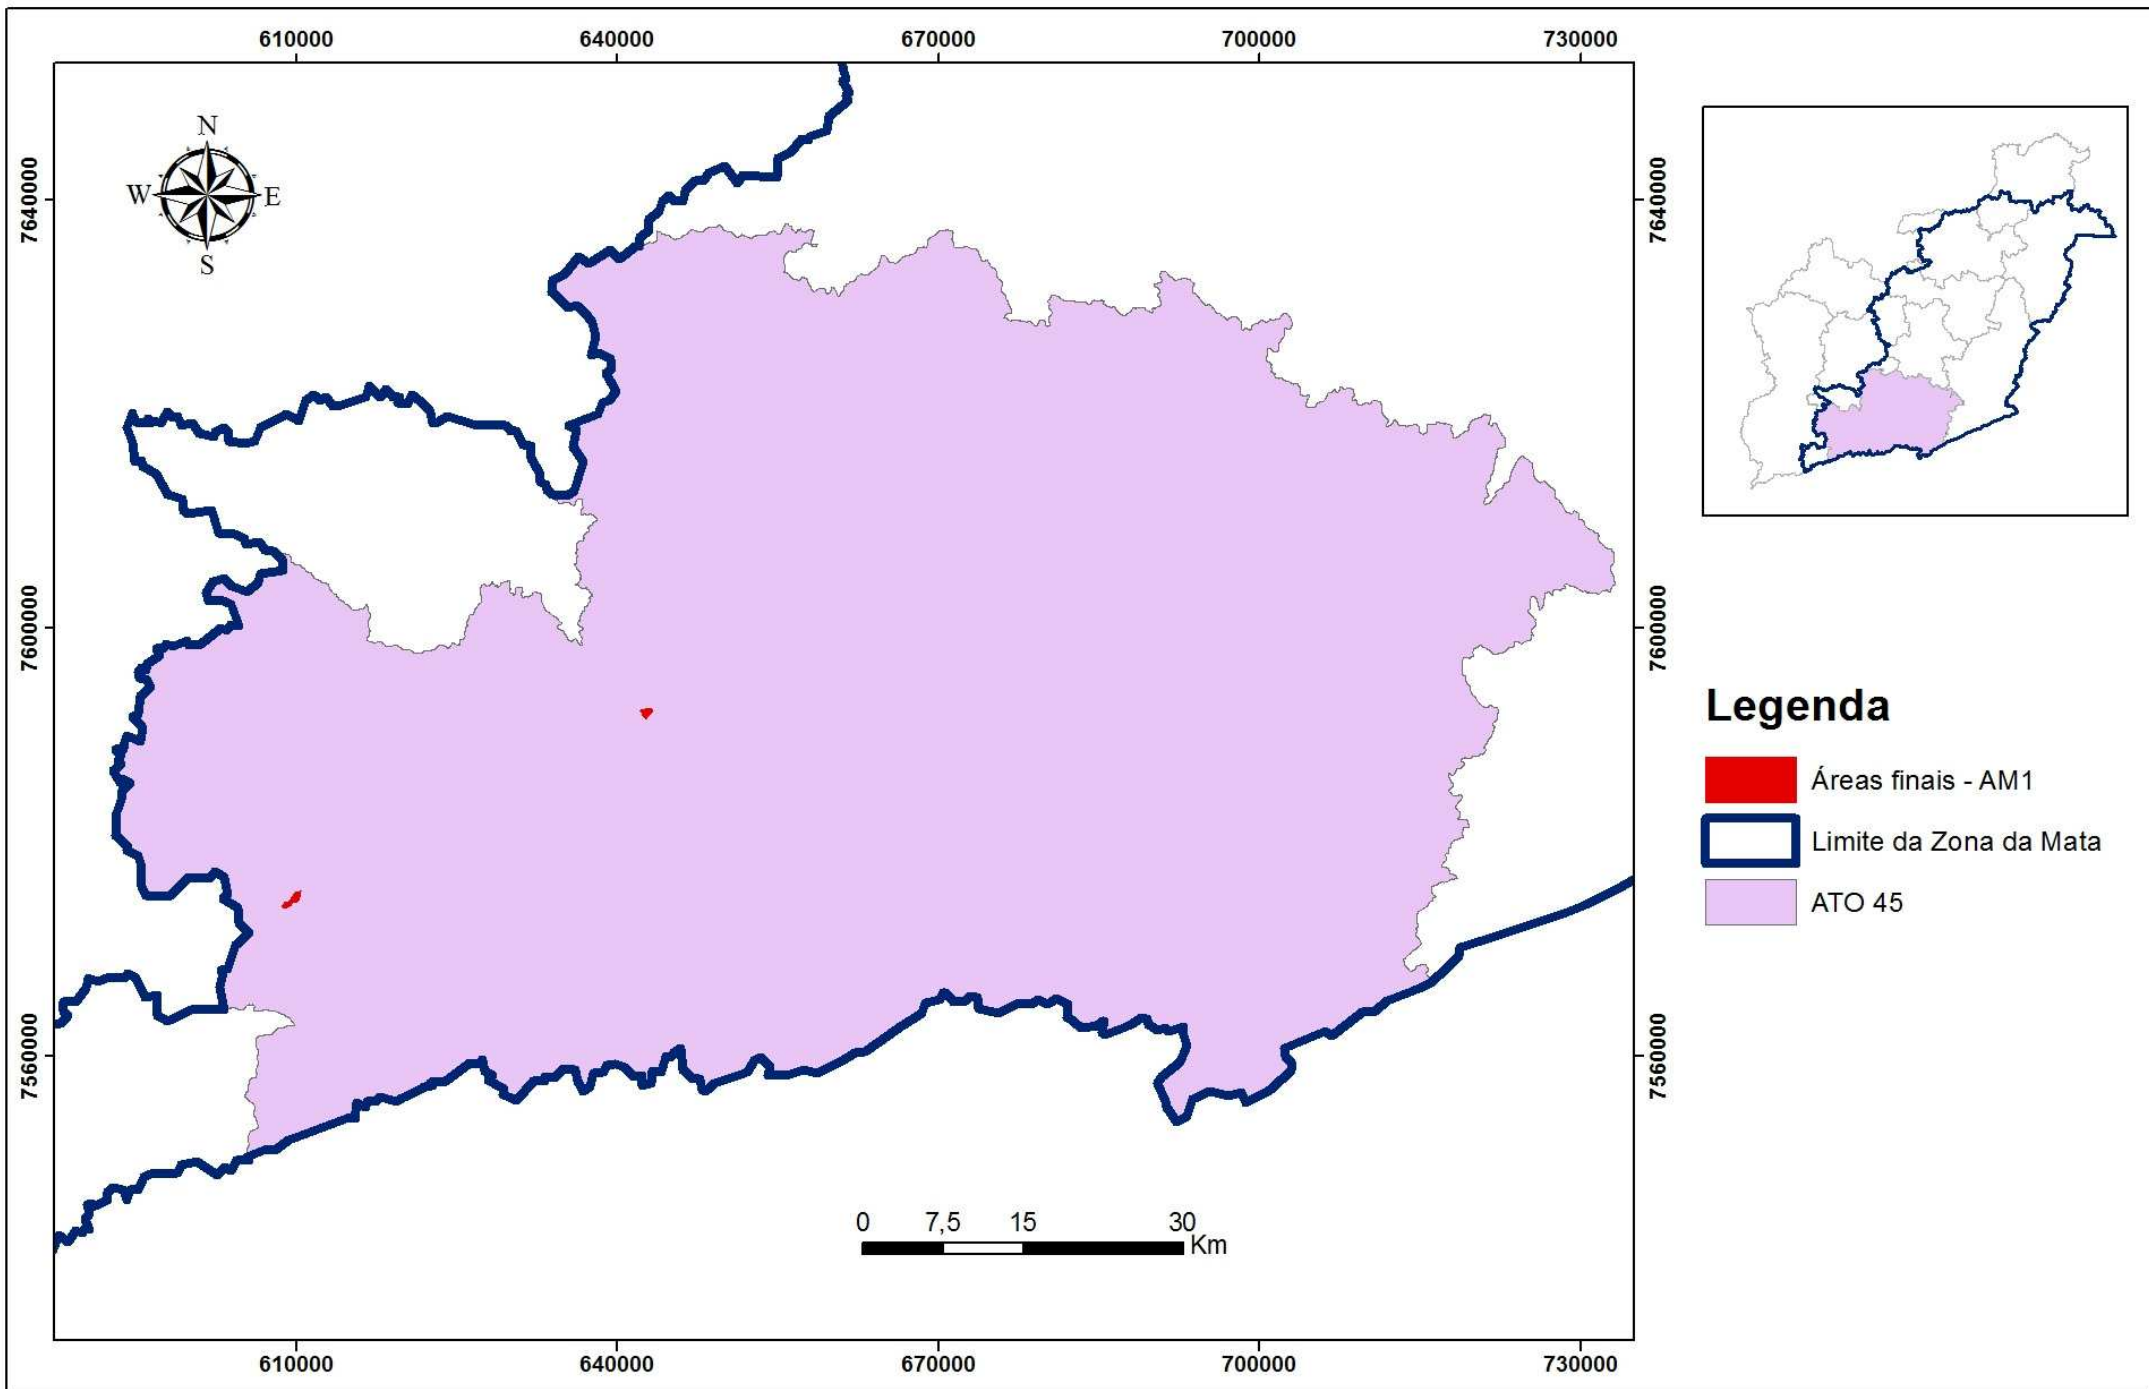 610000 640000 670000 700000 730000
N
W E
S
7640000 7640000
7600000 7600000
7560000 7560000
Legenda
Áreas finais - AM1
Limite da Zona da Mata
ATO 45
0 7,5 15 30
Km
610000 640000 670000 700000 730000